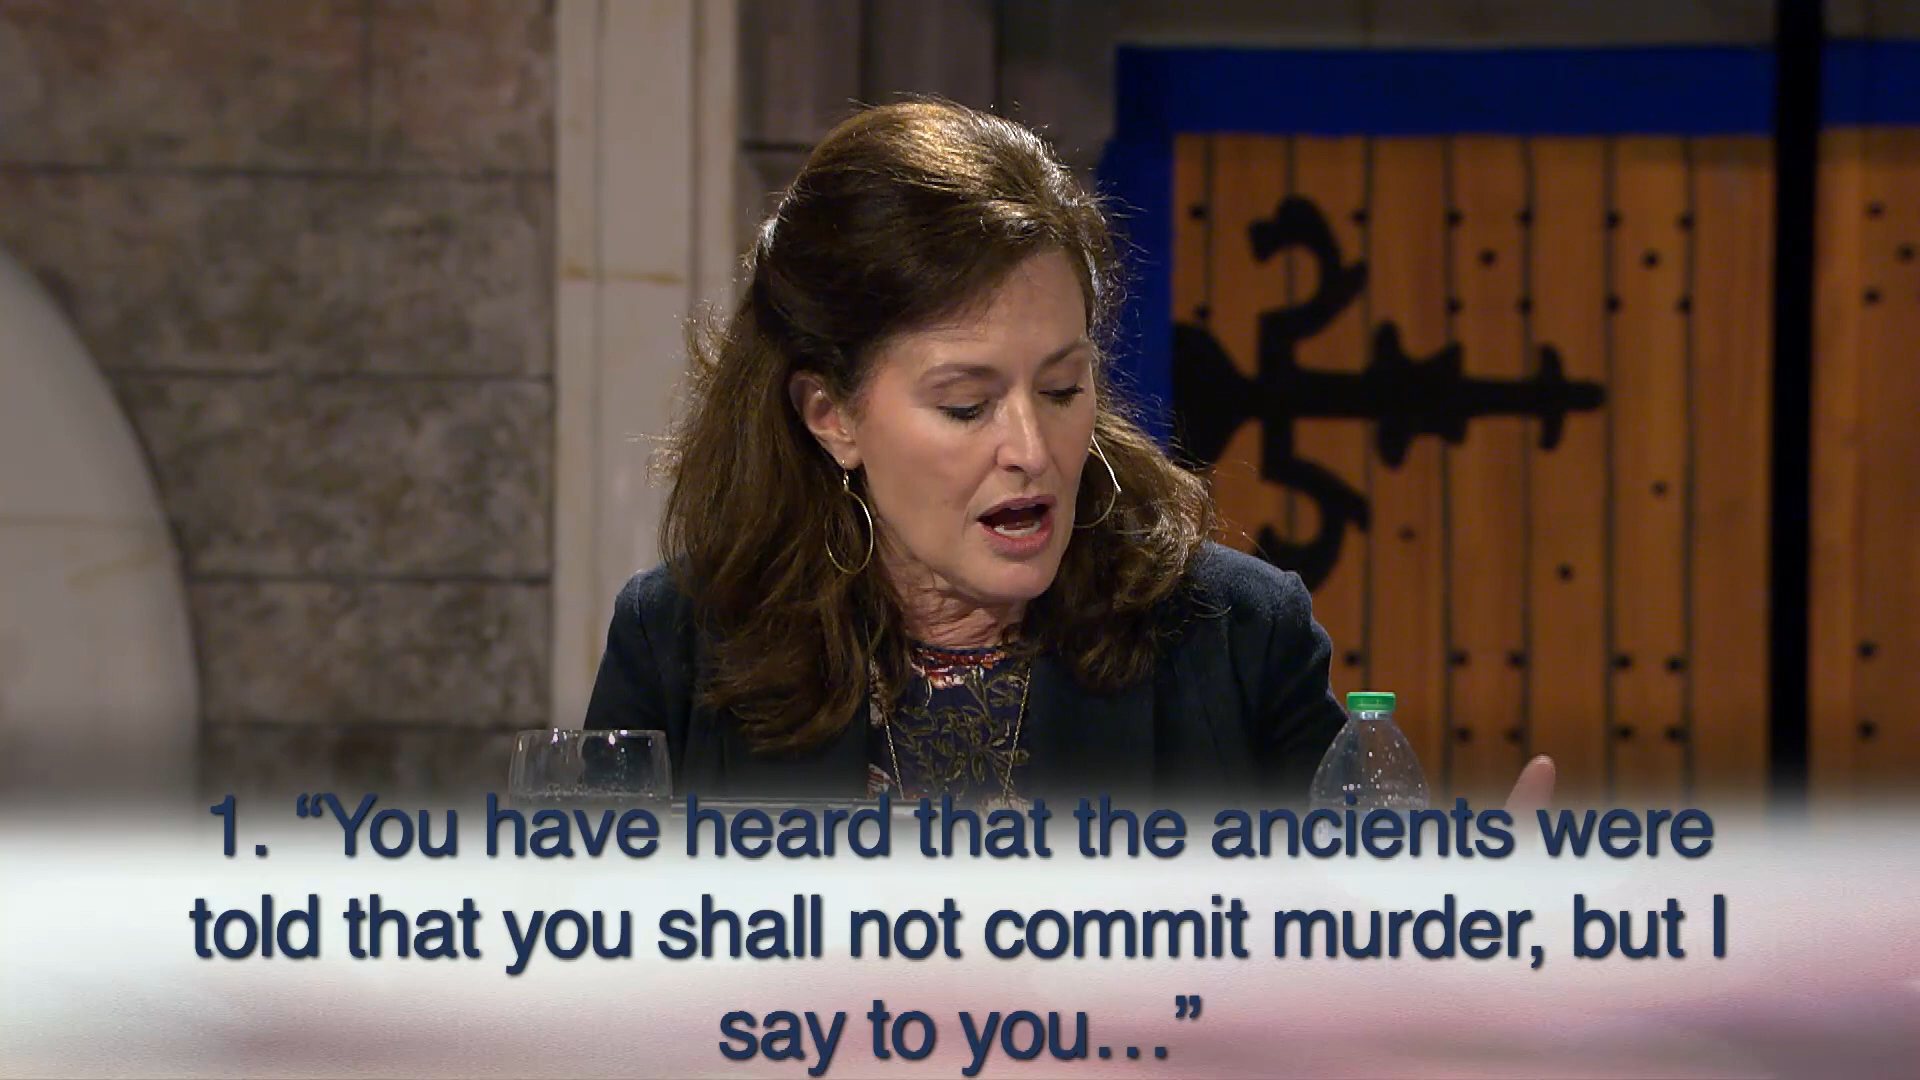 1. “You have heard that the ancients were
told that you shall not commit murder, but I
say to you…”